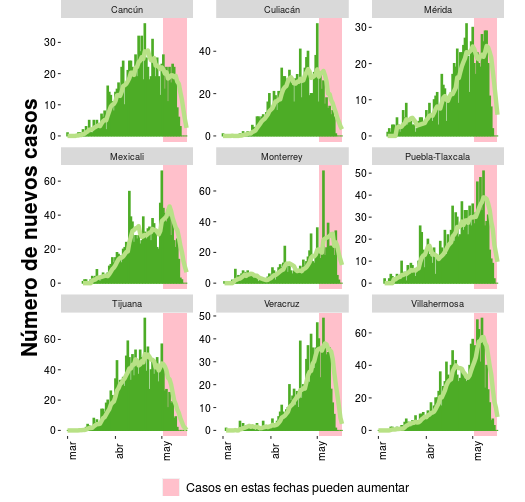 Número de nuevos casos
Cancún
Culiacán
Mérida
30
20
10
0
40
20
0
30
20
10
0
Mexicali
Monterrey
Puebla-Tlaxcala
60
40
20
0
60
40
20
0
50
40
30
20
10
0
Tijuana
Veracruz
Villahermosa
60
40
20
0
50
40
30
20
10
0
60
40
20
0
mar
abr
may
mar
abr
may
mar
abr
may
Casos en estas fechas pueden aumentar